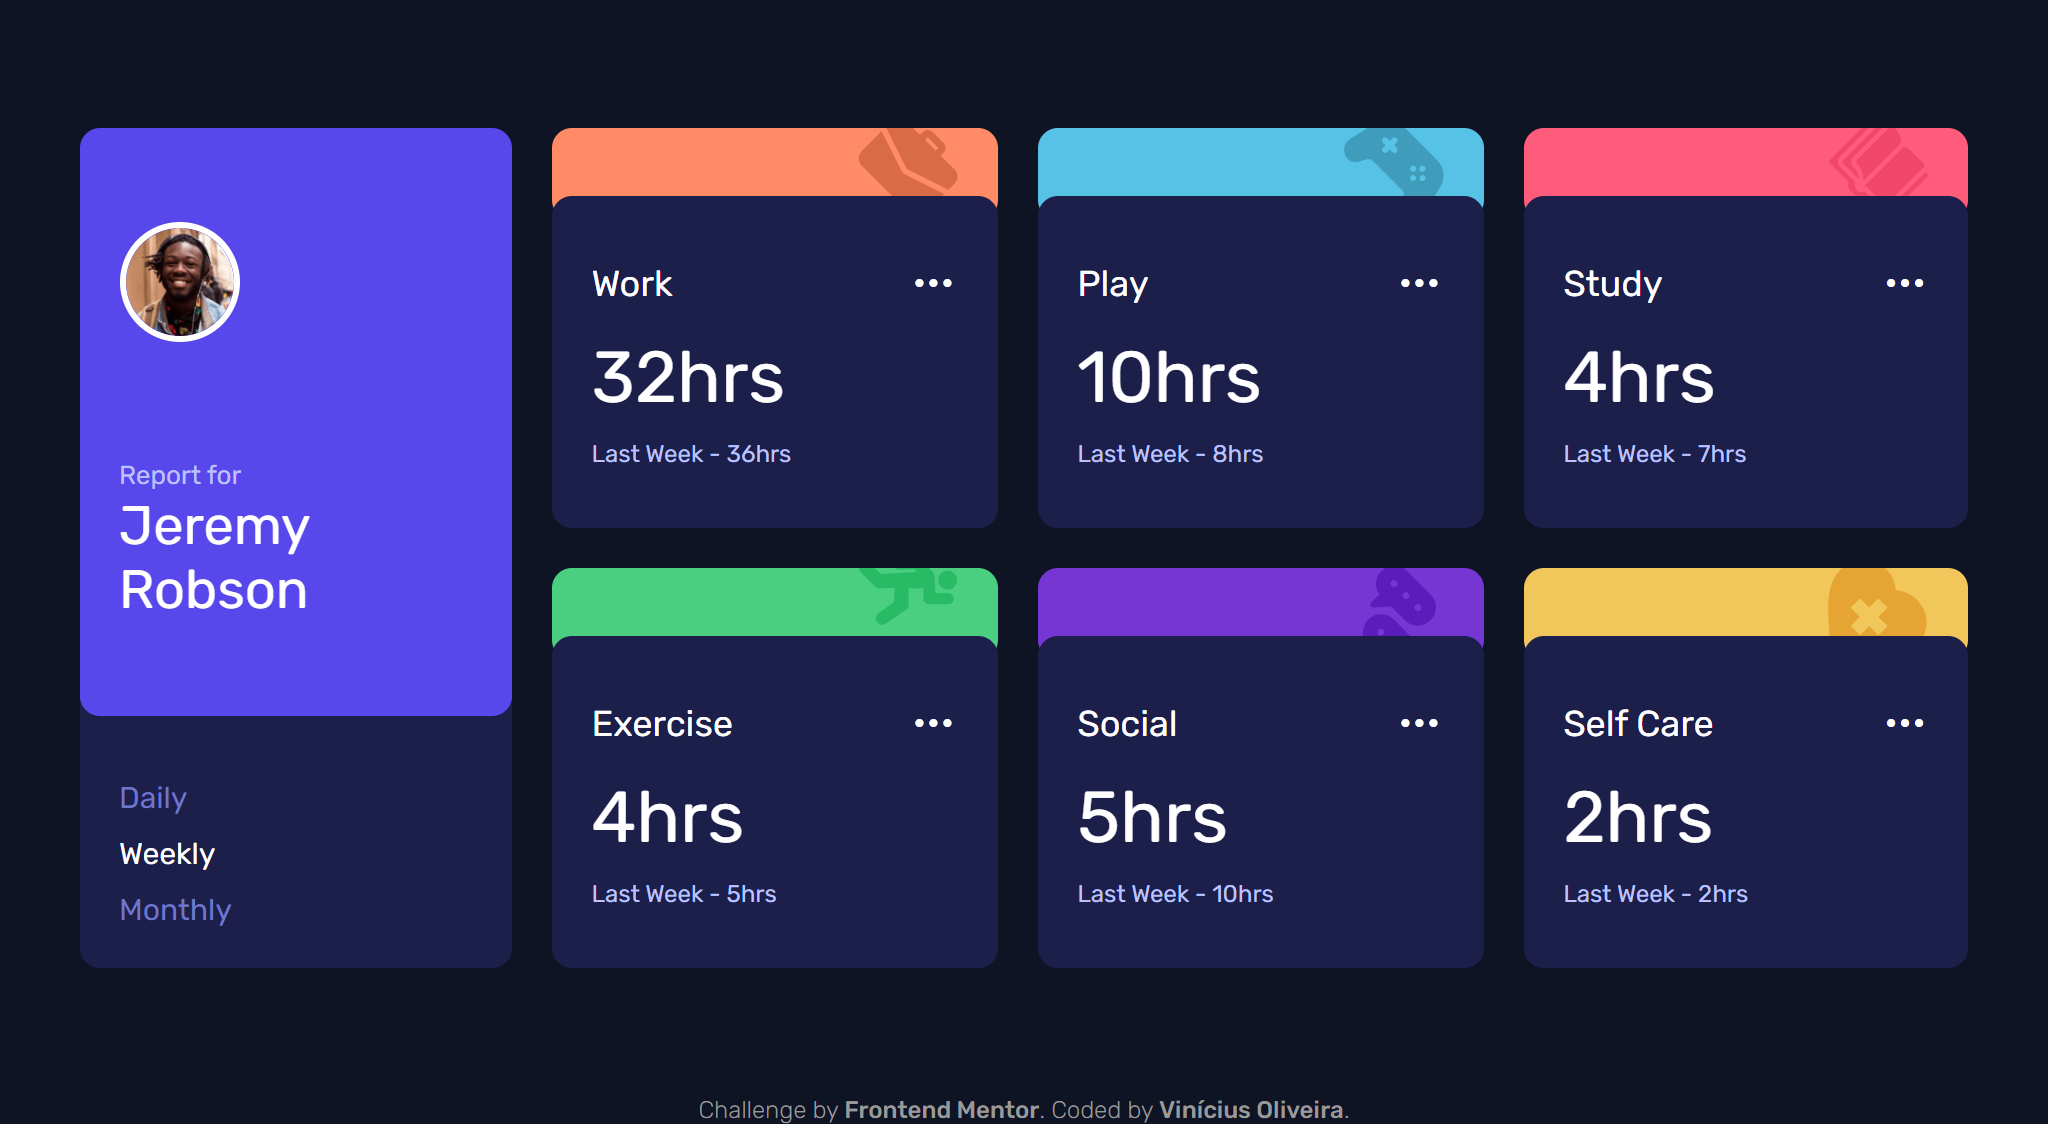 Report for
Jeremy
Robson
Daily
Weekly
Monthly
Work
32hrs
Last Week - 36hrs
Play
10hrs
Last Week - 8hrs
Study
4hrs
Last Week - 7hrs
Exercise
4hrs
Last Week - 5hrs
Social
5hrs
Last Week - 10hrs
Self Care
2hrs
Last Week - 2hrs
Challenge by Frontend Mentor. Coded by Vinícius Oliveira.